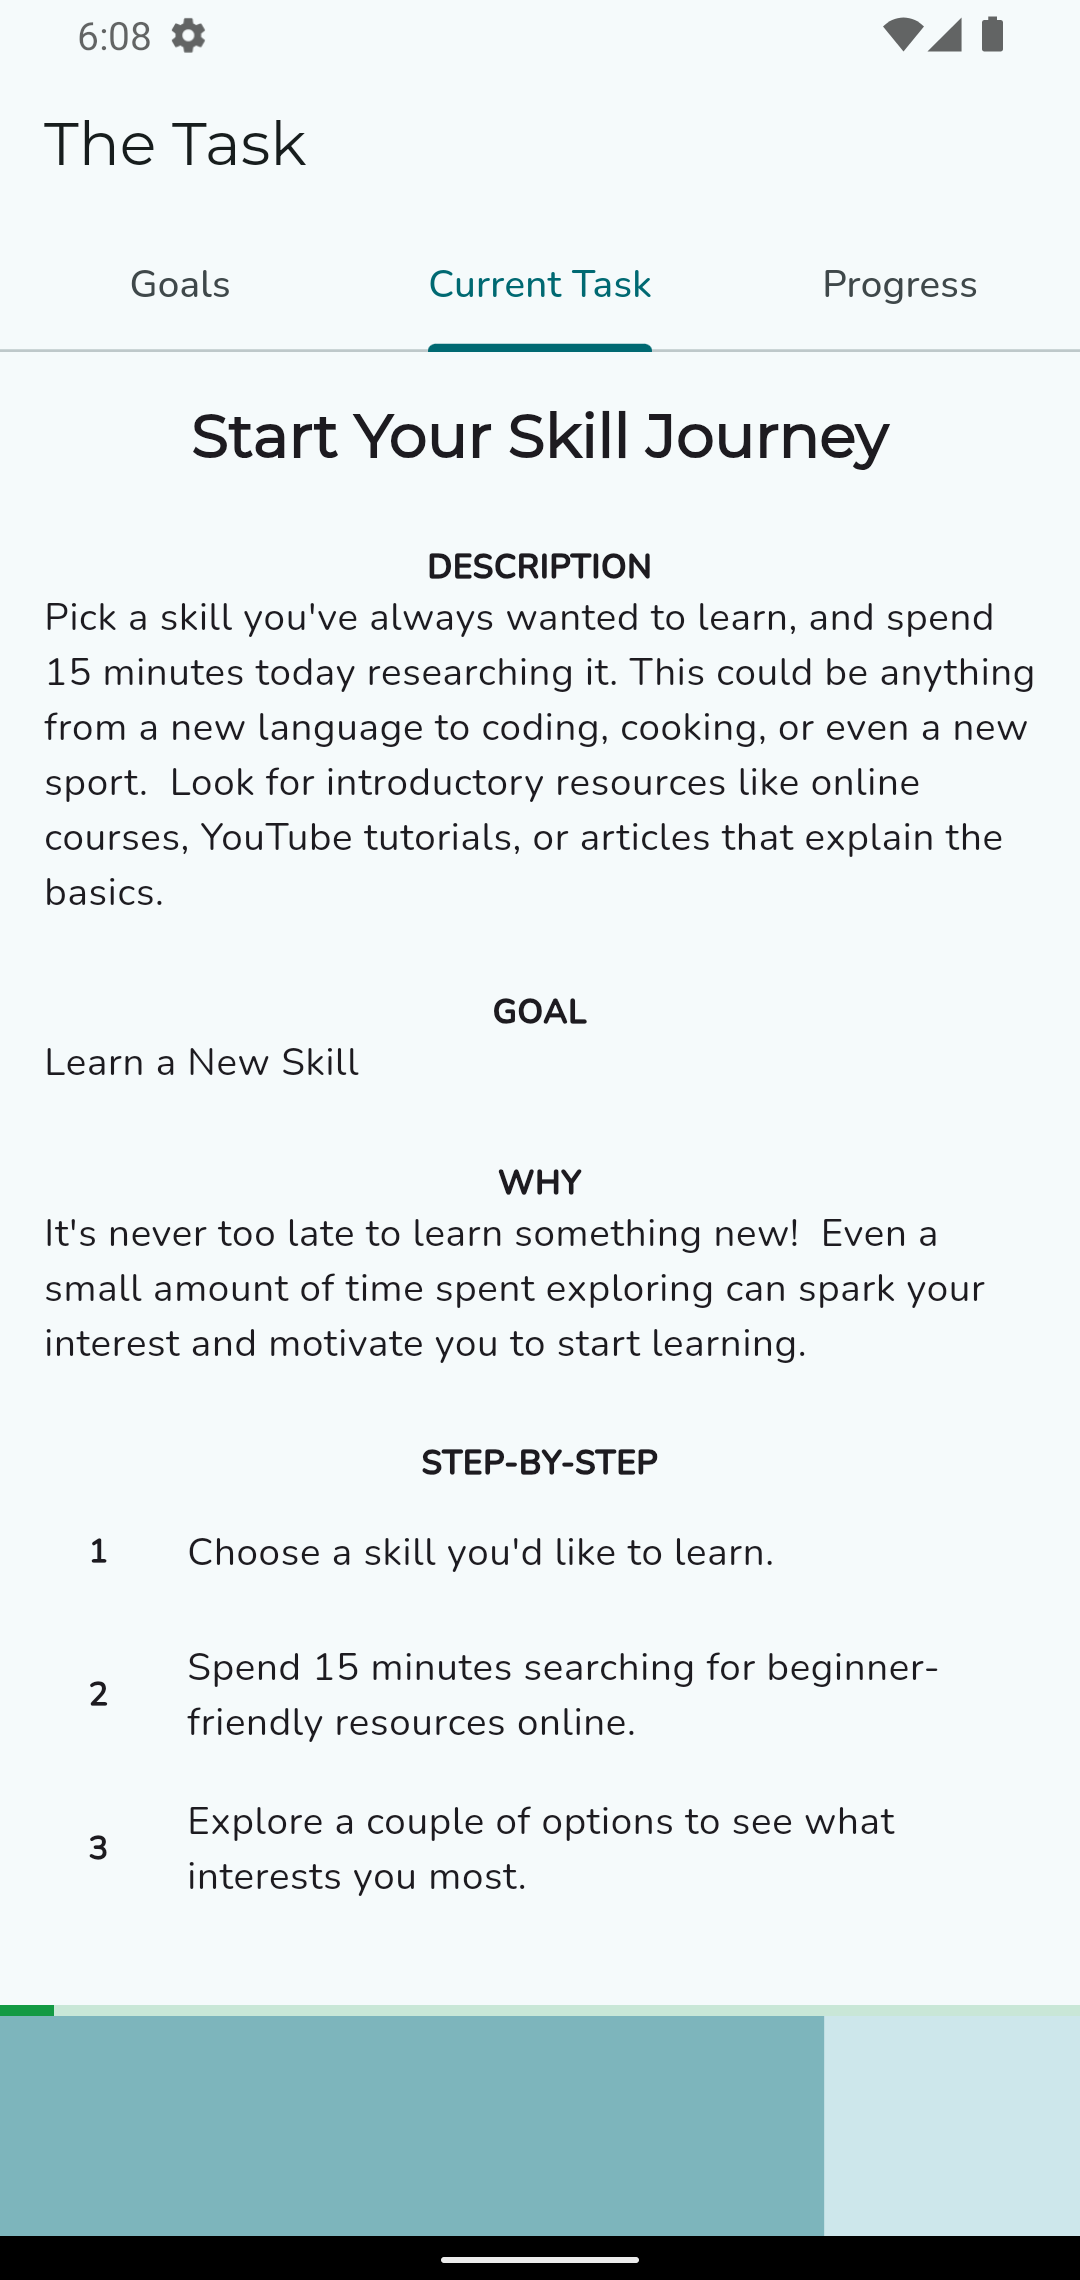 6:08
The Task
Goals
Current Task
Progress
Start Your Skill Journey
DESCRIPTION
Pick a skill you've always wanted to learn, and spend
15 minutes today researching it. This could be anything
from a new language to coding, cooking, or even a new
sport.  Look for introductory resources like online
courses, YouTube tutorials, or articles that explain the
basics.
GOAL
Learn a New Skill
WHY
It's never too late to learn something new!  Even a
small amount of time spent exploring can spark your
interest and motivate you to start learning.
STEP-BY-STEP
1 Choose a skill you'd like to learn.
2 Spend 15 minutes searching for beginner-
friendly resources online.
3 Explore a couple of options to see what
interests you most.